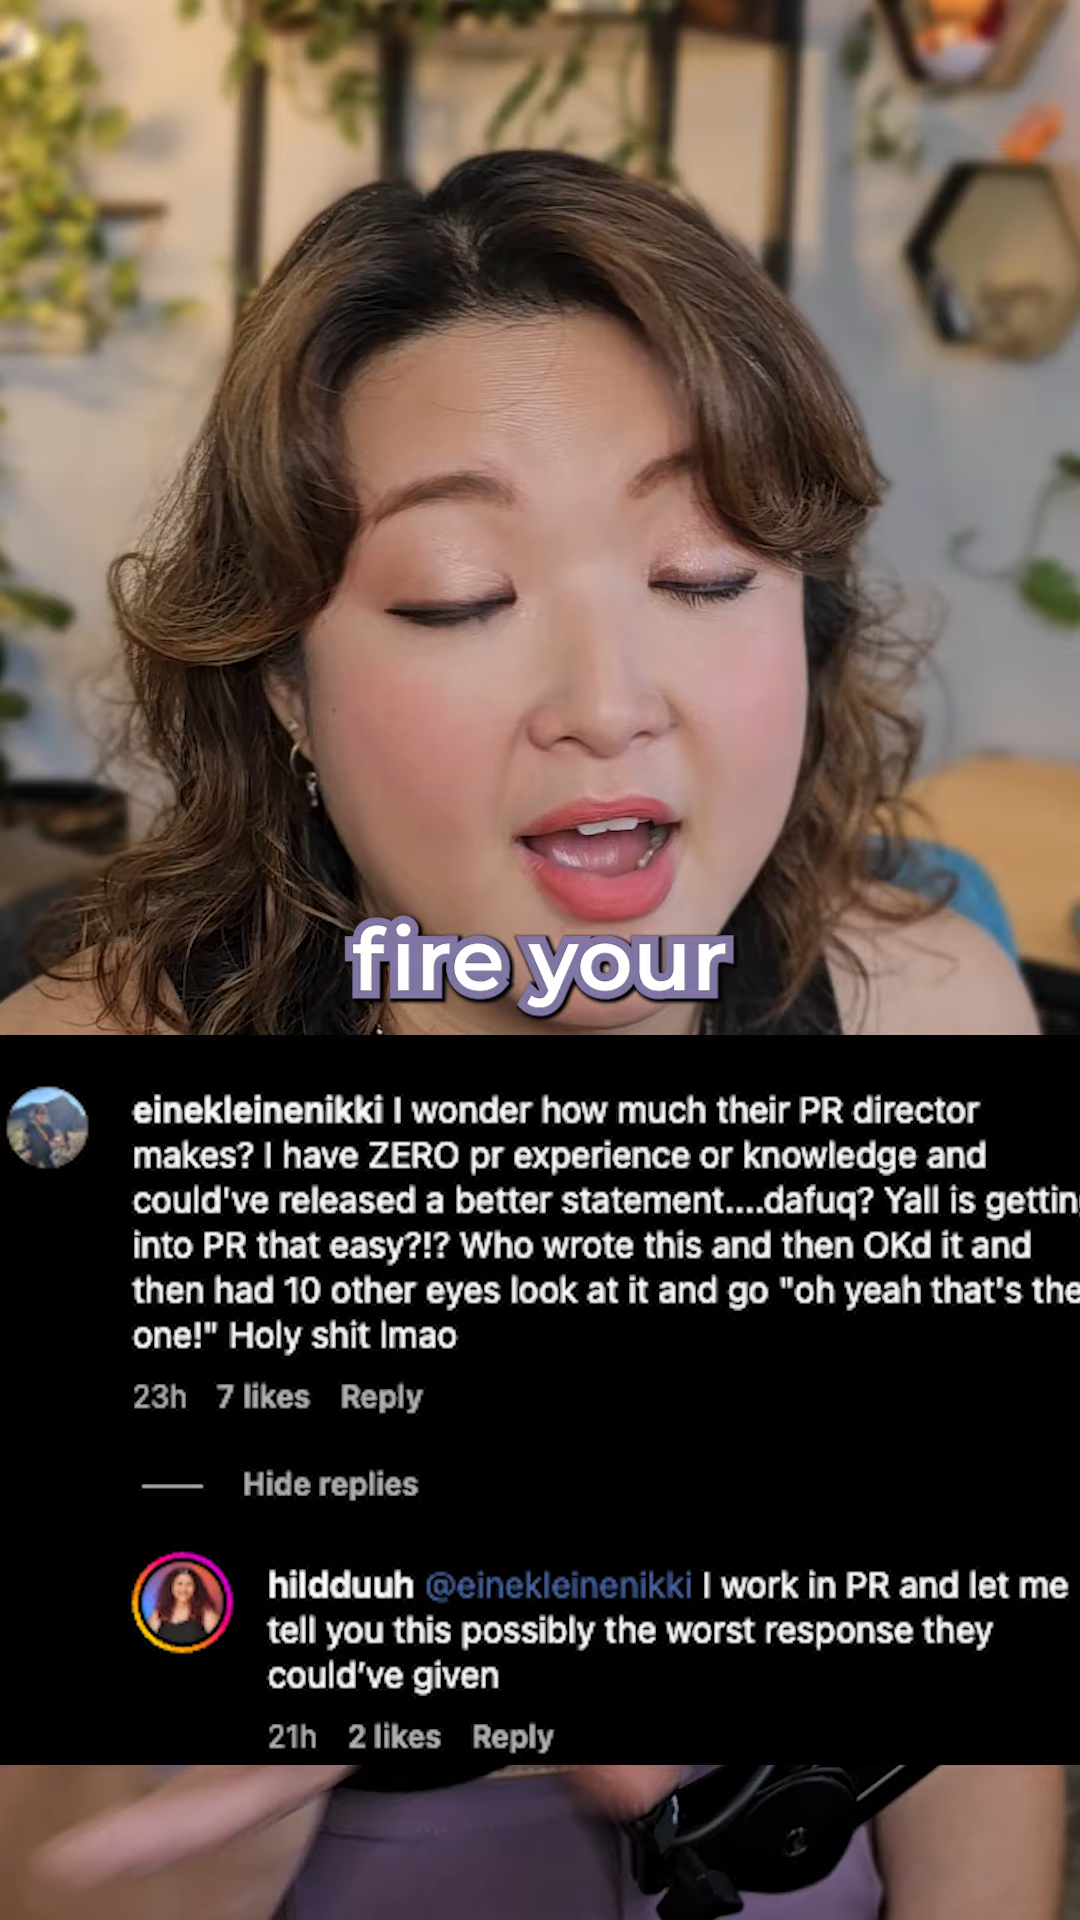 fire your
einekleinenikki I wonder how much their PR director
makes? I have ZERO pr experience or knowledge and
could've released a better statement....dafuq? Yall is gettin
into PR that easy?!? Who wrote this and then OKd it and
then had 10 other eyes look at it and go "oh yeah that's the
one!" Holy shit lmao
23h 7 likes Reply
Hide replies
hildduuh @einekleinenikki I work in PR and let me
tell you this possibly the worst response they
could've given
21h 2 likes Reply